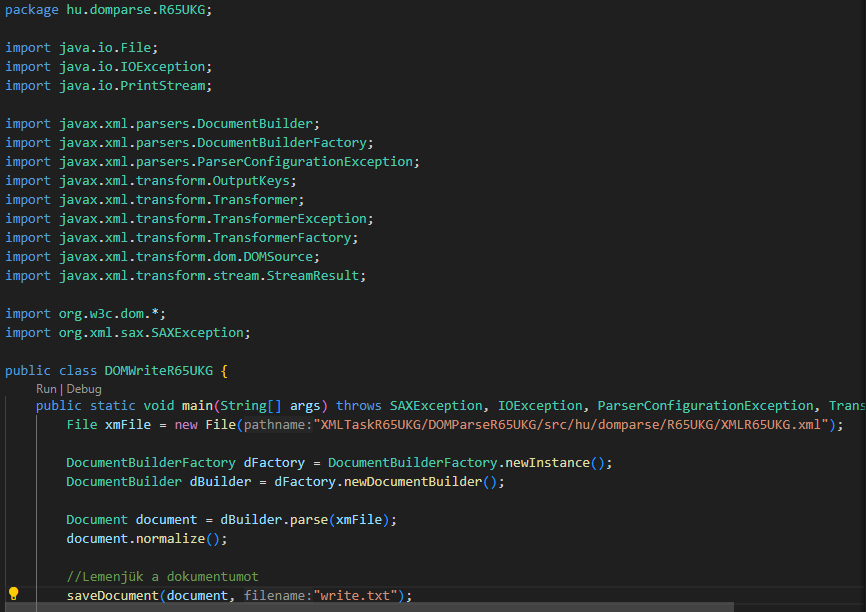 package hu.domparse.R65UKG;
import java.io.File;
import java.io.IOException;
import java.io.PrintStream;
import javax.xml.parsers.DocumentBuilder;
import javax.xml.parsers.DocumentBuilderFactory;
import javax.xml.parsers.ParserConfigurationException;
import javax.xml.transform.OutputKeys;
import javax.xml.transform.Transformer;
import javax.xml.transform.TransformerException;
import javax.xml.transform.TransformerFactory;
import javax.xml.transform.dom.DOMSource;
import javax.xml.transform.stream.StreamResult;
import org.w3c.dom.*;
import org.xml.sax.SAXException;
public class DOMWriteR65UKG {
Run | Debug
public static void main(String[] args) throws SAXException, IOException, ParserConfigurationException, Trans
File xmFile = new File(pathname:"XMLTaskR65UKG/DOMParseR65UKG/src/hu/domparse/R65UKG/XMLR65UKG.xml");
DocumentBuilderFactory dFactory = DocumentBuilderFactory.newInstance();
DocumentBuilder dBuilder = dFactory.newDocumentBuilder();
Document document = dBuilder.parse(xmFile);
document.normalize();
//Lemenjük a dokumentumot
saveDocument(document, filename:"write.txt");